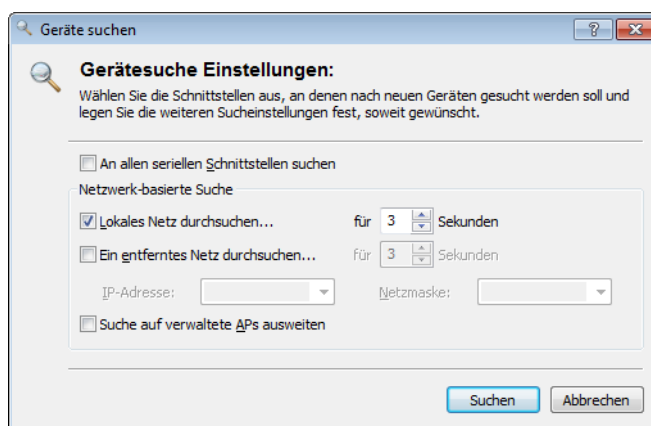 Geräte suchen
Gerätesuche Einstellungen:
Wählen Sie die Schnittstellen aus, an denen nach neuen Geräten gesucht werden soll und
legen Sie die weiteren Sucheinstellungen fest, soweit gewünscht.
An allen seriellen Schnittstellen suchen
Netzwerk-basierte Suche
Lokales Netz durchsuchen... für 3 Sekunden
Ein entferntes Netz durchsuchen... für 3 Sekunden
IP-Adresse: Netzmaske:
Suche auf verwaltete APs ausweiten
Suchen Abbrechen